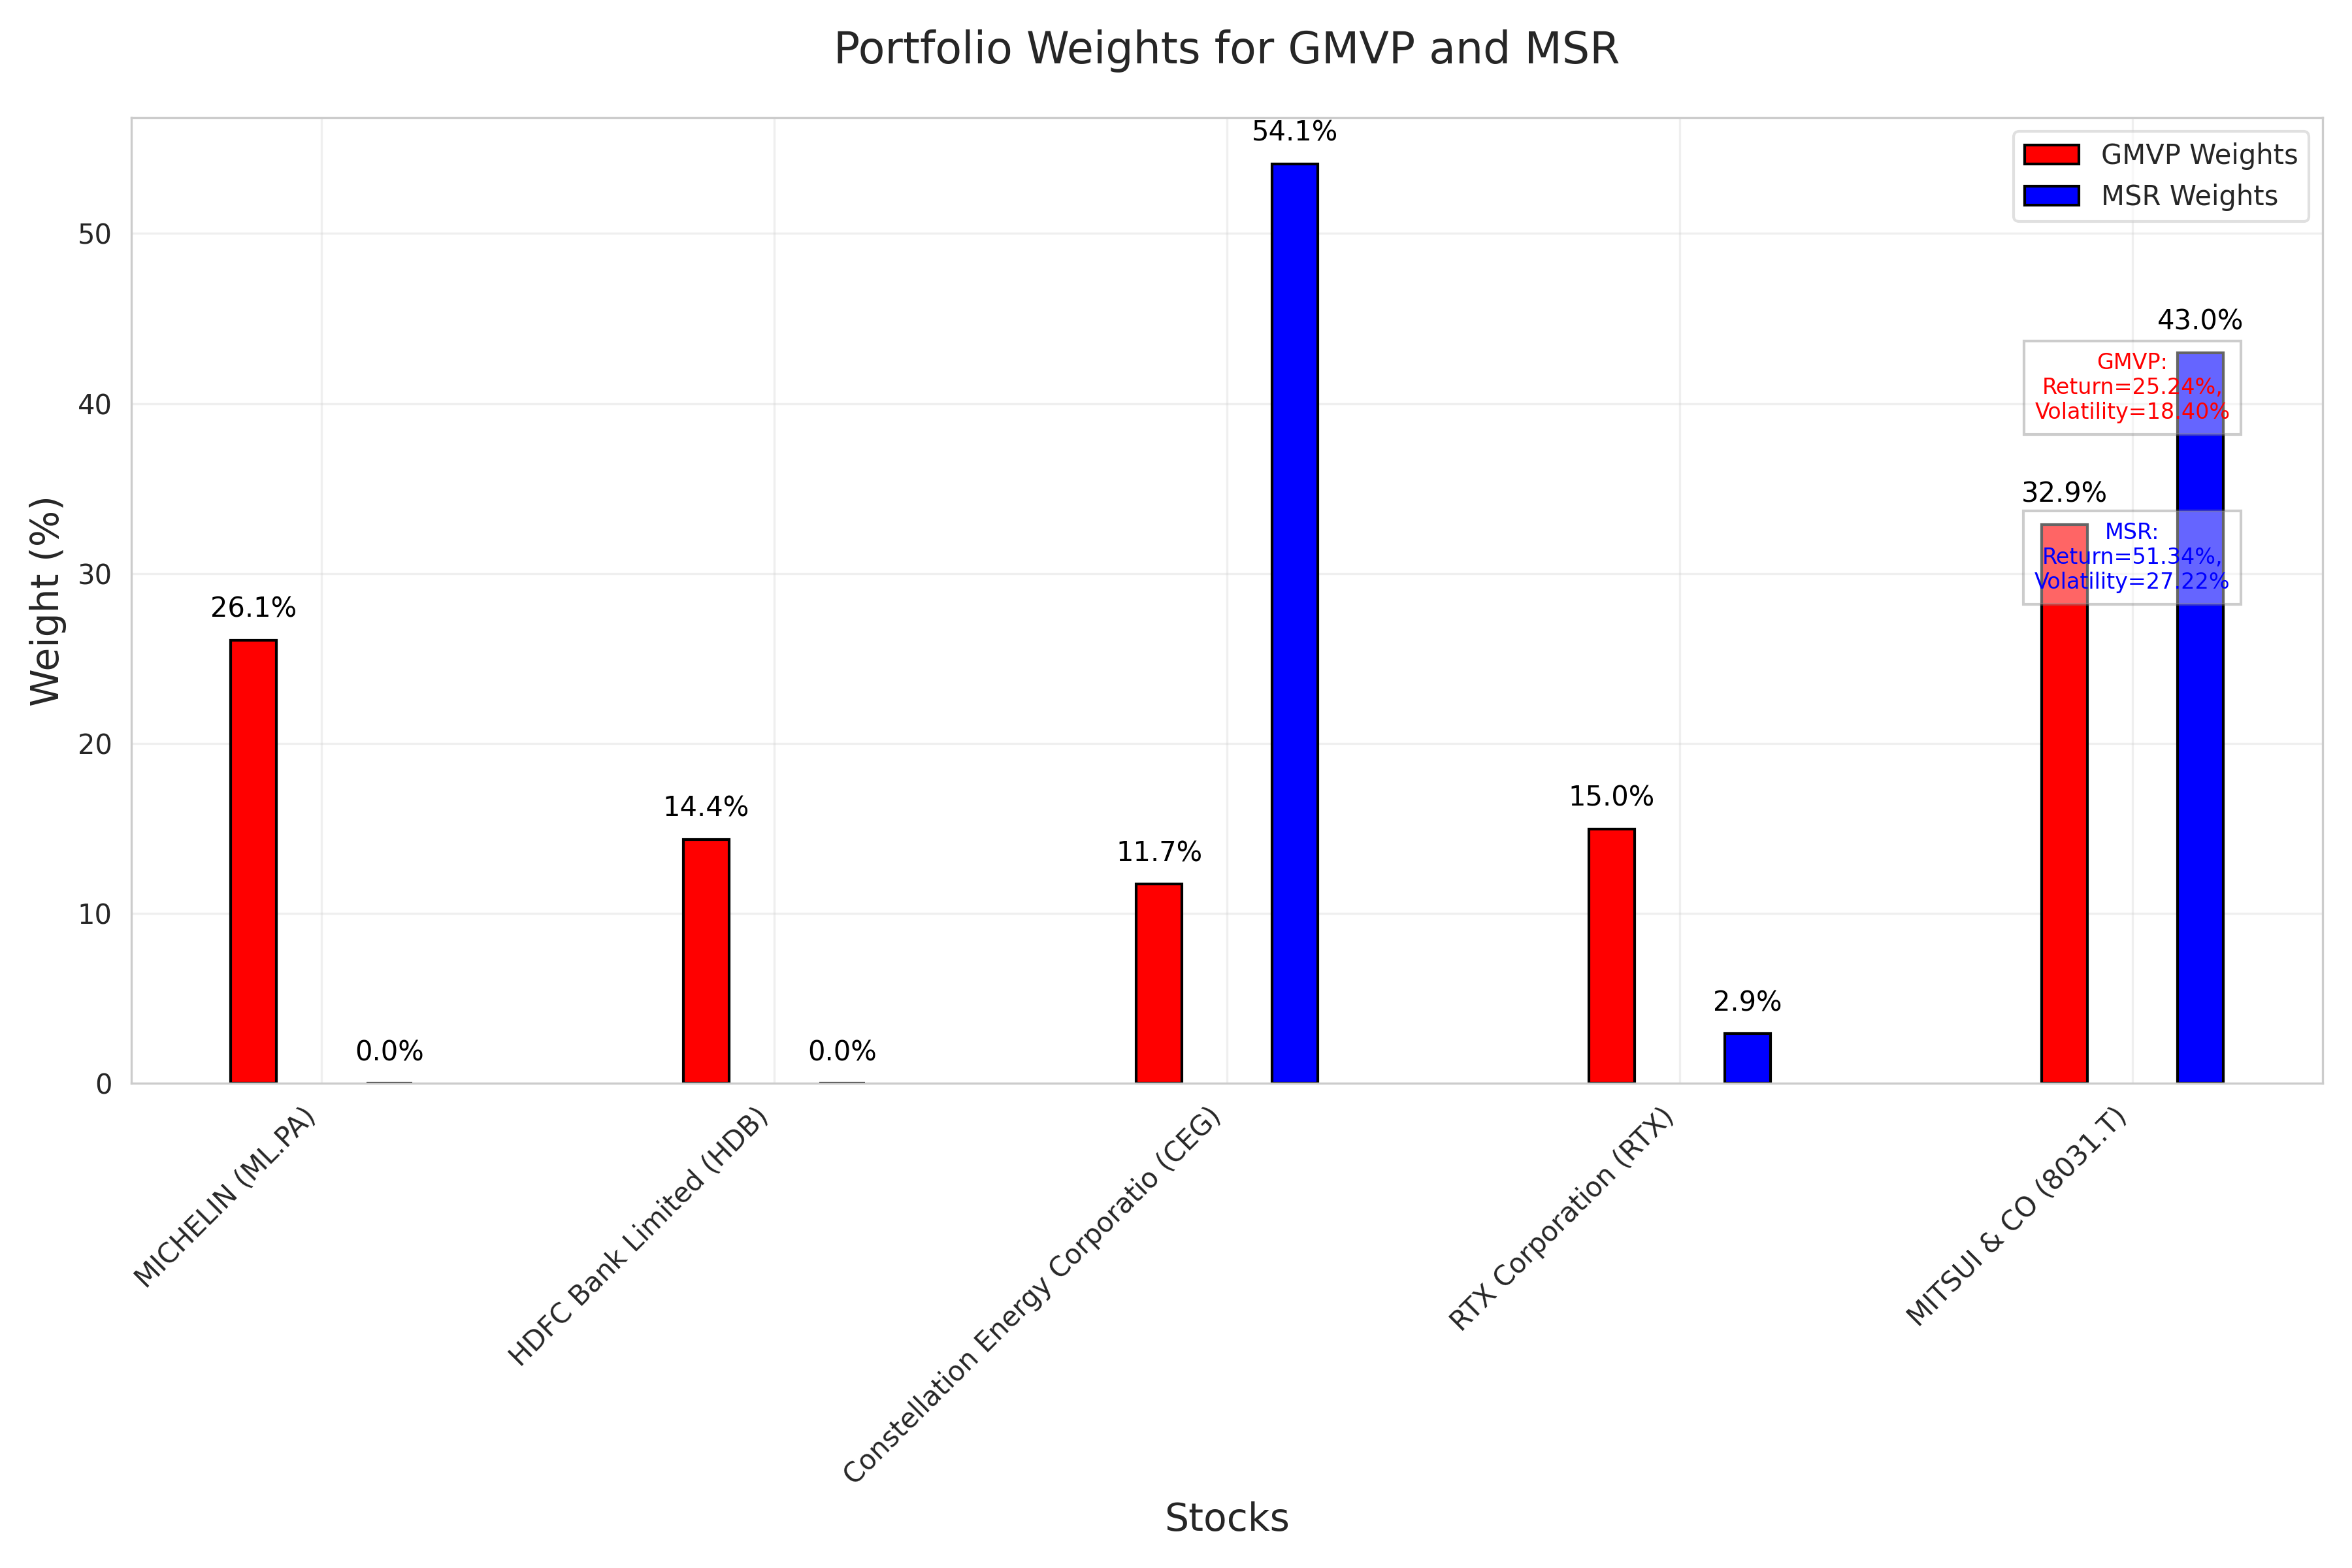 Portfolio Weights for GMVP and MSR
Weight (%)
50
40
30
20
10
0
GMVP Weights
MSR Weights
26.1%
0.0%
14.4%
0.0%
11.7%
54.1%
15.0%
2.9%
32.9%
43.0%
GMVP:
Return=25.24%,
Volatility=18.40%
MSR:
Return=51.34%,
Volatility=27.22%
MICHELIN (ML.PA)
HDFC Bank Limited (HDB)
Constellation Energy Corporatio (CEG)
RTX Corporation (RTX)
MITSUI & CO (8031.T)
Stocks